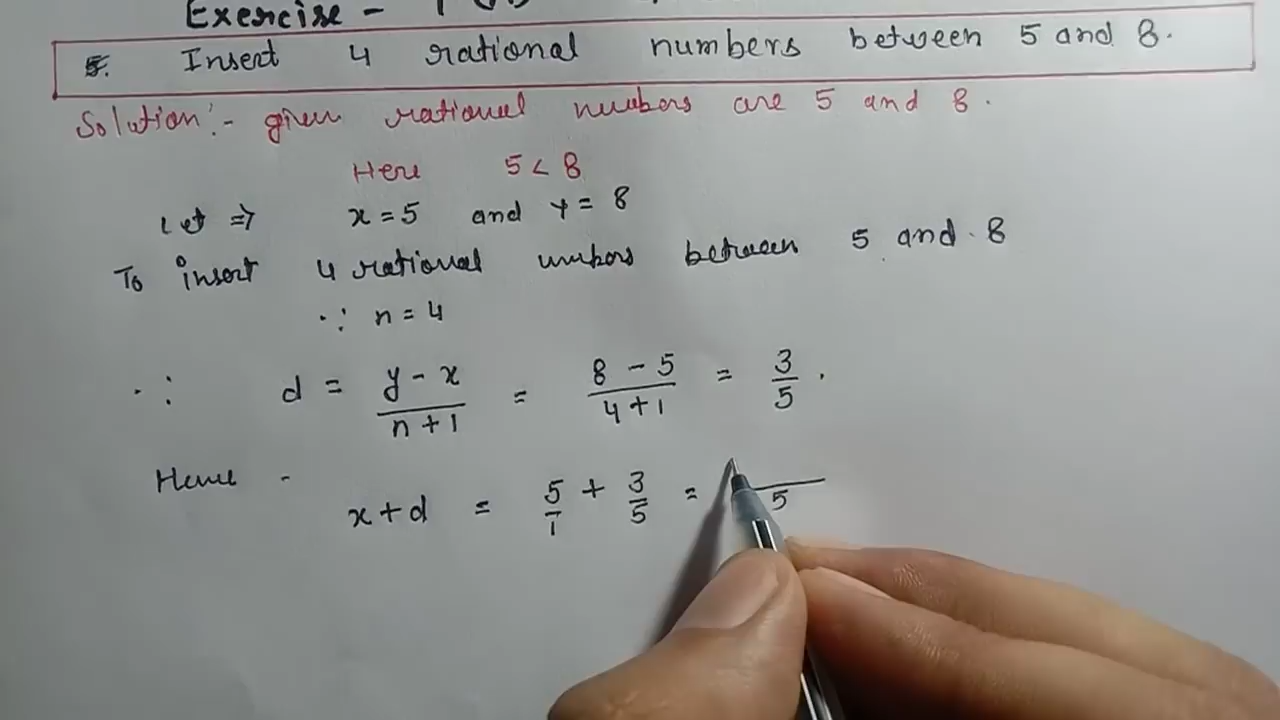 Exercise -
5. Insert 4 rational numbers between 5 and 8.
Solution:- given rational numbers are 5 and 8.
Here 5 < 8
Let ⇒ x = 5 and y = 8
To insert 4 rational numbers between 5 and 8
∵ n = 4
∵ d = y - x / n + 1 = 8 - 5 / 4 + 1 = 3/5 .
Hence -
x + d = 5/1 + 3/5 = /5